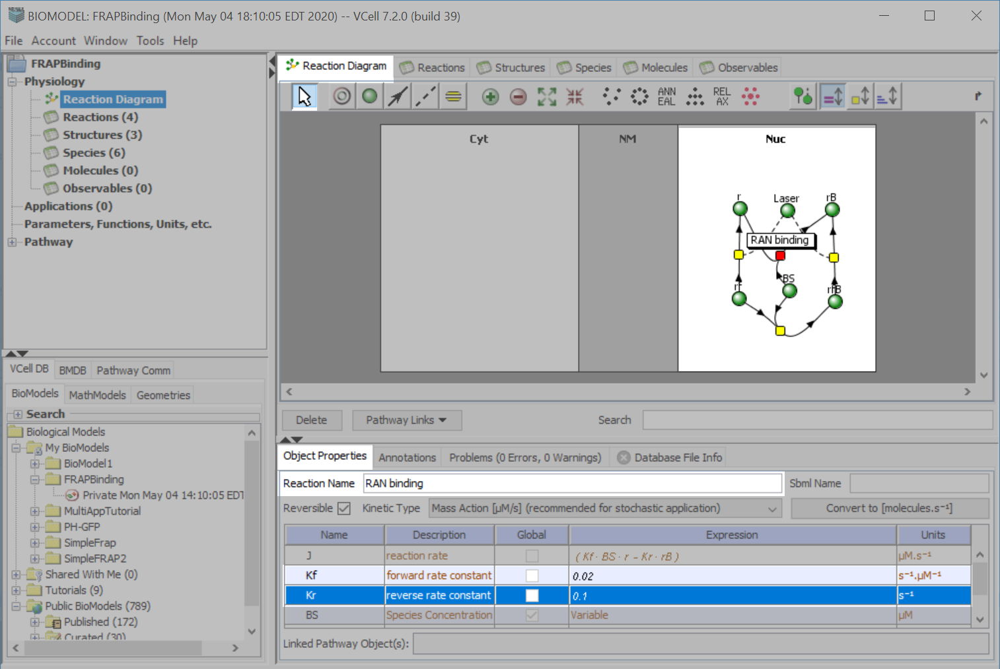 BIOMODEL: FRAPBinding (Mon May 04 18:10:05 EDT 2020) -- VCell 7.2.0 (build 39)
File Account Window Tools Help
FRAPBinding
Physiology
Reaction Diagram
Reactions (4)
Structures (3)
Species (6)
Molecules (0)
Observables (0)
Applications (0)
Parameters, Functions, Units, etc.
Pathway
VCell DB BMDB Pathway Comm
BioModels MathModels Geometries
Search
Biological Models
My BioModels
BioModel1
FRAPBinding
Private Mon May 04 14:10:05 EDT
MultiAppTutorial
PH-GFP
SimpleFrap
SimpleFRAP2
Shared With Me (0)
Tutorials (9)
Public BioModels (789)
Published (172)
Curated (30)
Reaction Diagram Reactions Structures Species Molecules Observables
ANN EAL
REL AX
Cyt NM Nuc
r Laser rB
RAN binding
BS
rf rfB
Delete Pathway Links Search
Object Properties Annotations Problems (0 Errors, 0 Warnings) Database File Info
Reaction Name RAN binding Sbml Name
Reversible Kinetic Type Mass Action [µM/s] (recommended for stochastic application) Convert to [molecules.s⁻¹]
Name Description Global Expression Units
J reaction rate ( Kf · BS · r - Kr · rB ) µM.s⁻¹
Kf forward rate constant 0.02 s⁻¹.µM⁻¹
Kr reverse rate constant 0.1 s⁻¹
BS Species Concentration Variable µM
Linked Pathway Object(s):